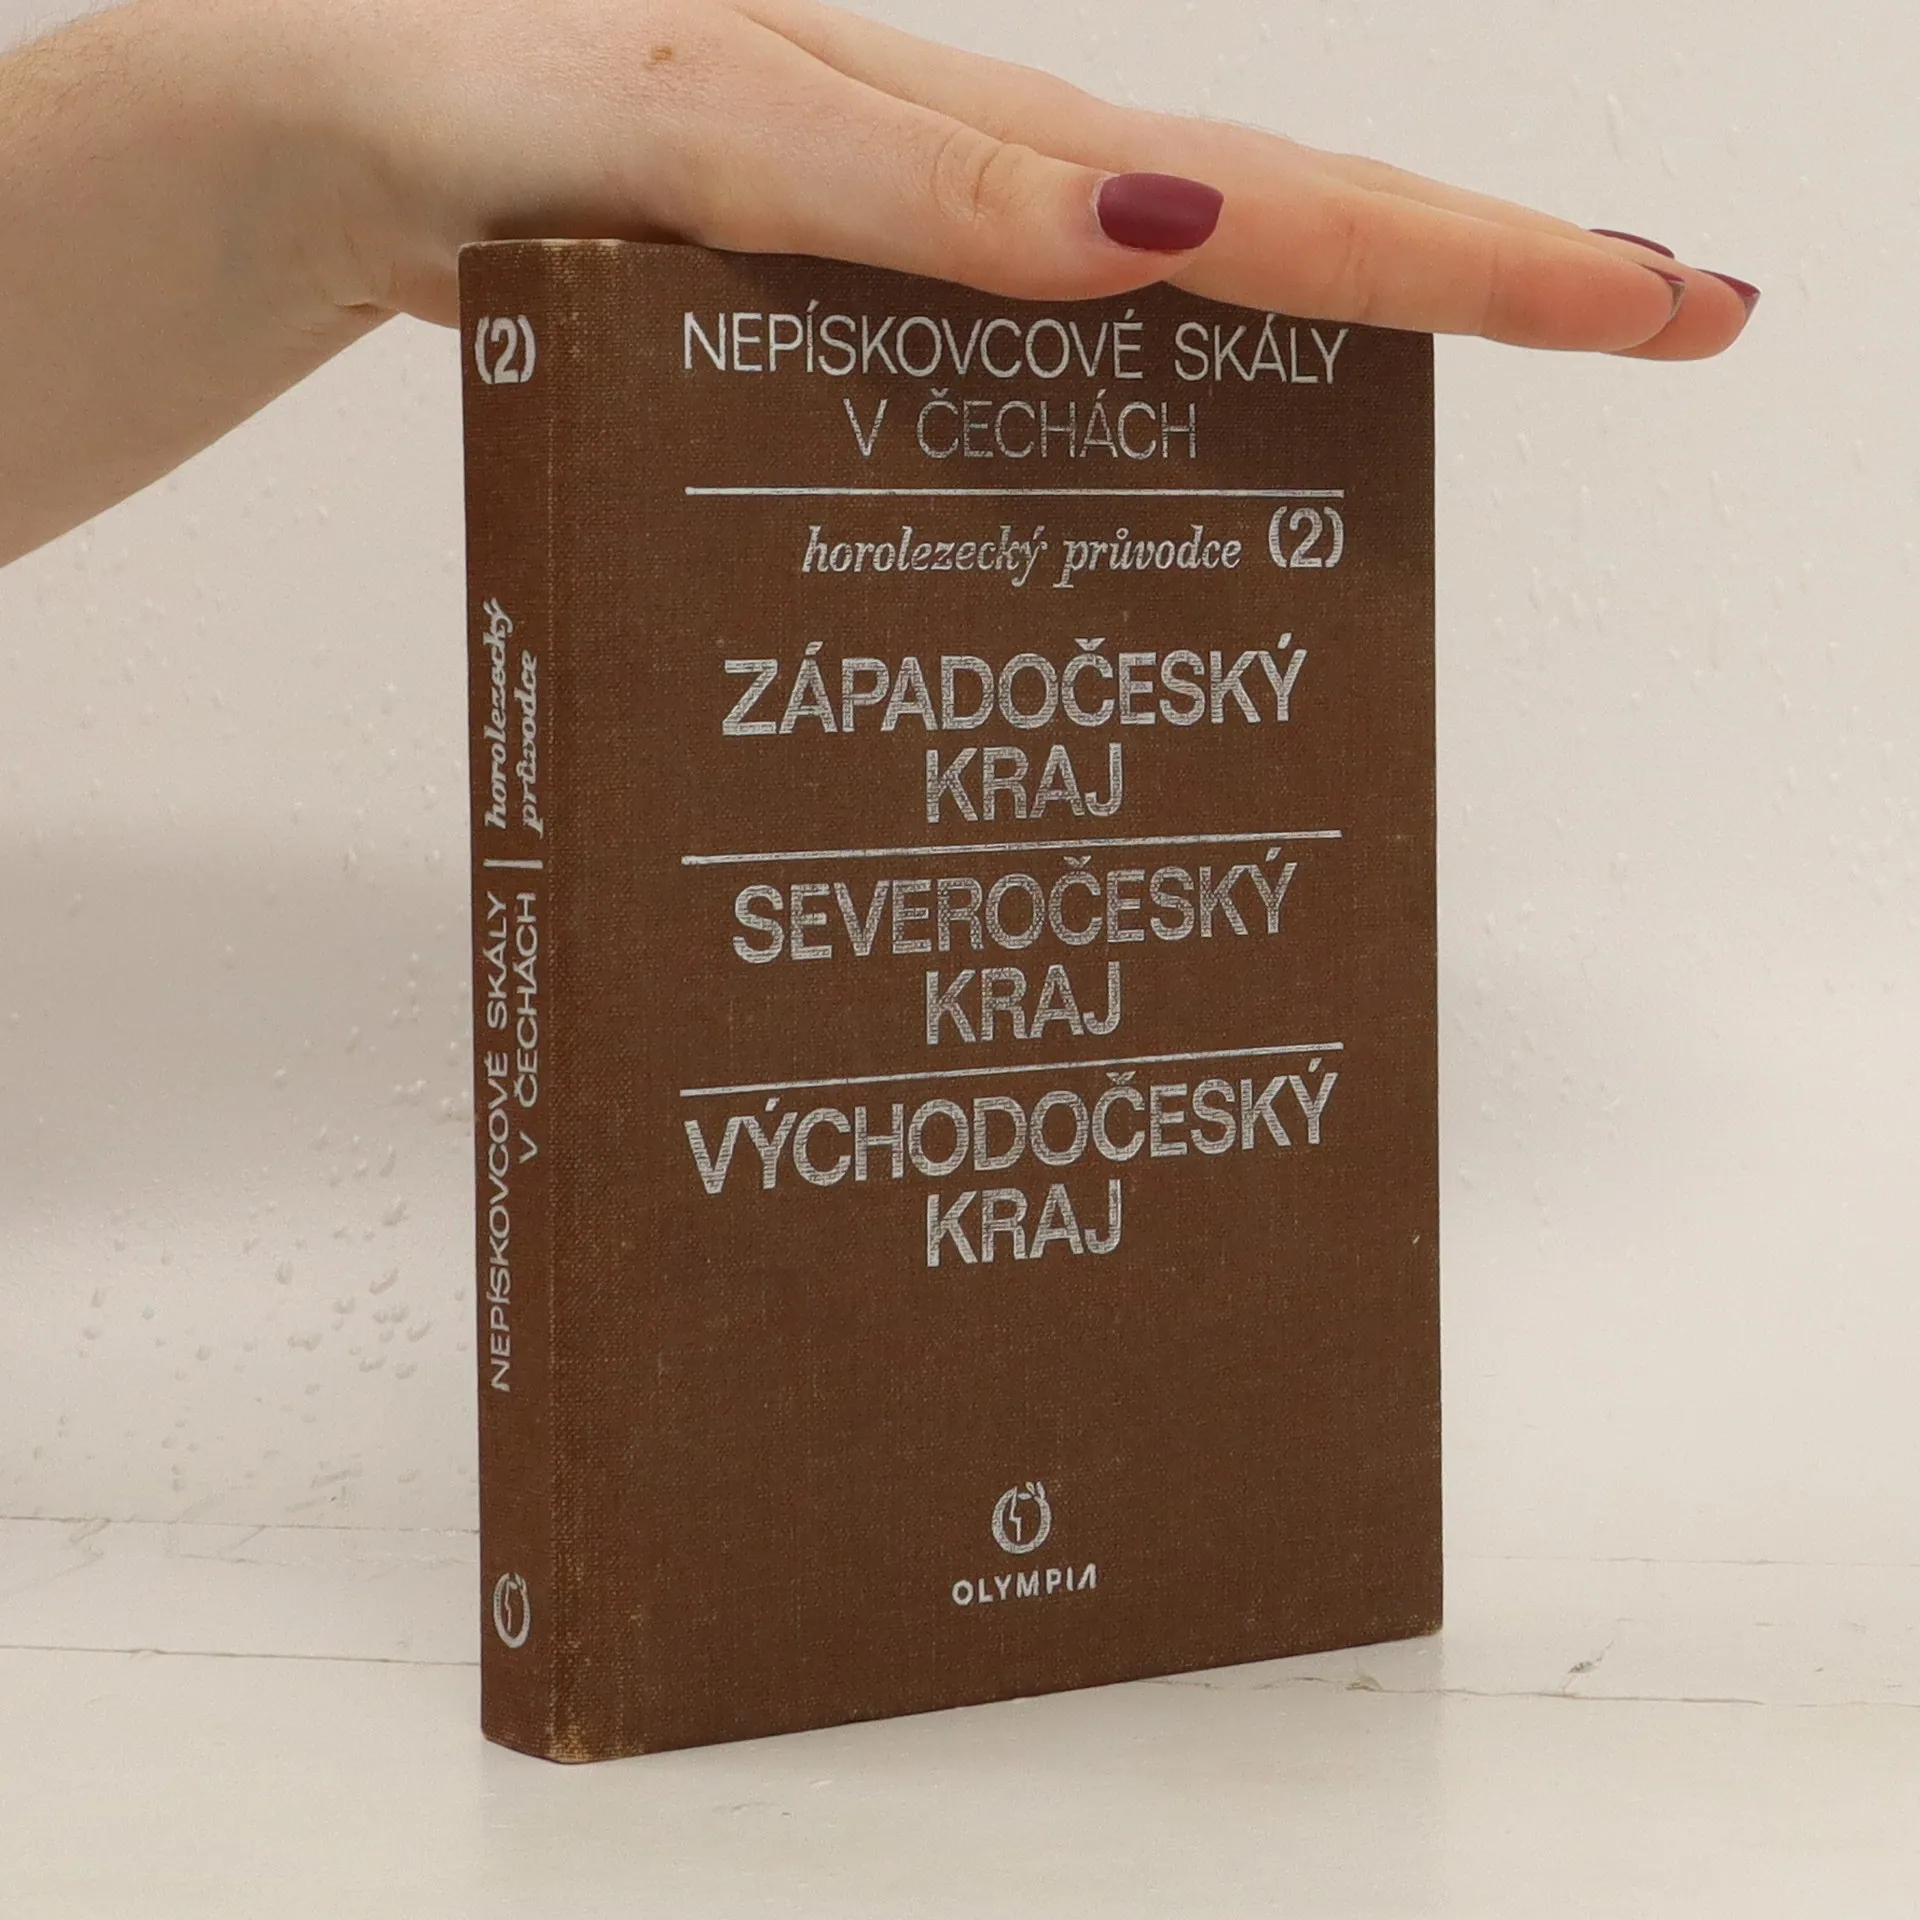 NEPÍSKOVCOVÉ SKÁLY
V ČECHÁCH
horolezecký průvodce (2)
ZÁPADOČESKÝ
KRAJ
SEVEROČESKÝ
KRAJ
VÝCHODOČESKÝ
KRAJ
OLYMPIA
(2)
NEPÍSKOVCOVÉ SKÁLY
V ČECHÁCH
horolezecký
průvodce